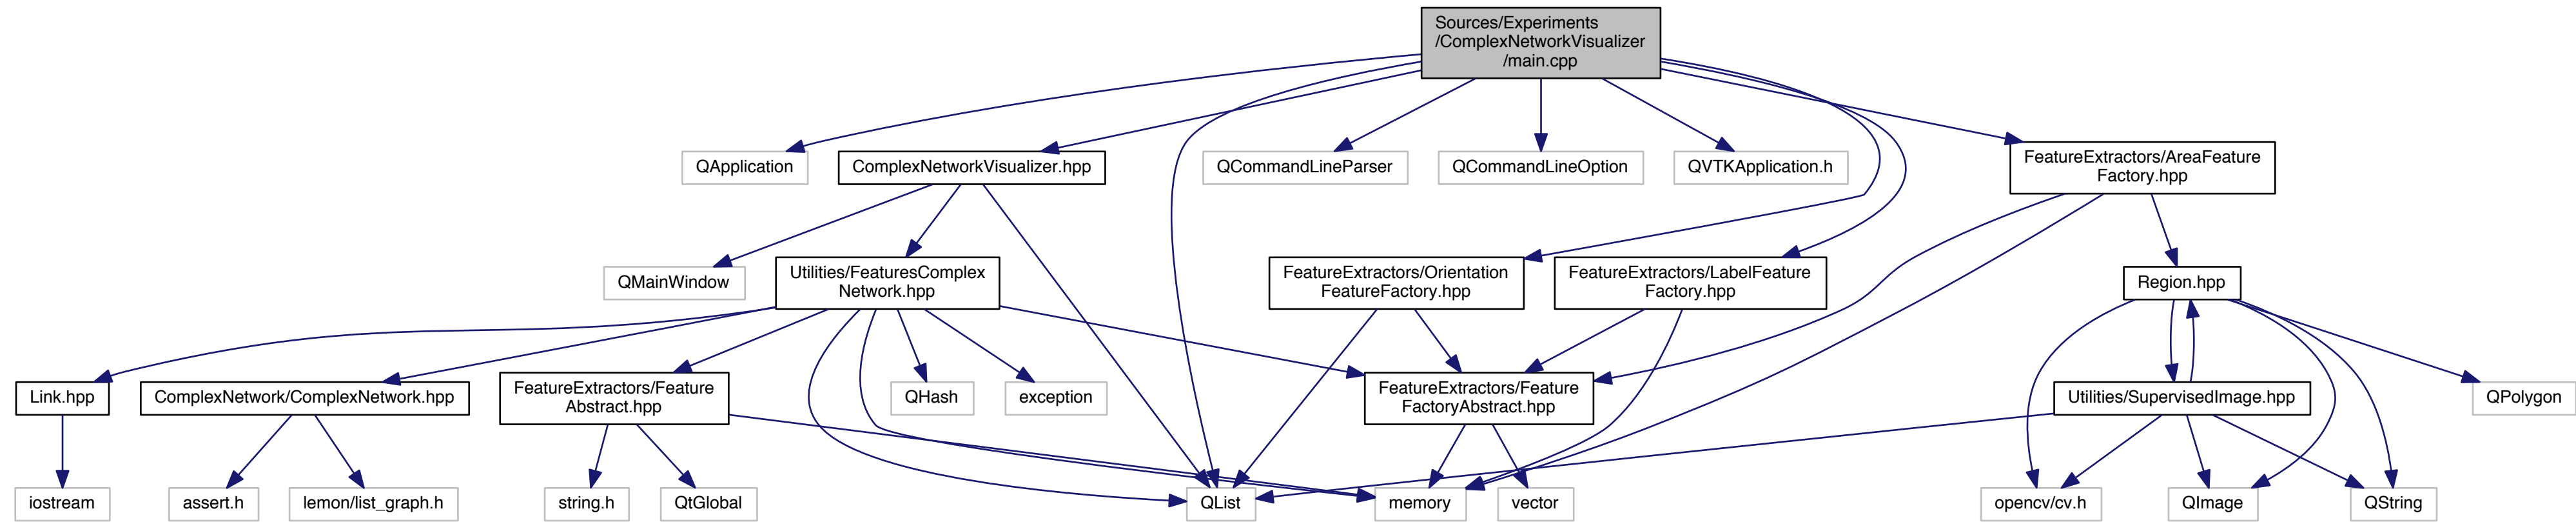 Sources/Experiments
/ComplexNetworkVisualizer
/main.cpp
QApplication
ComplexNetworkVisualizer.hpp
QCommandLineParser
QCommandLineOption
QVTKApplication.h
FeatureExtractors/AreaFeature
Factory.hpp
QMainWindow
Utilities/FeaturesComplex
Network.hpp
FeatureExtractors/Orientation
FeatureFactory.hpp
FeatureExtractors/LabelFeature
Factory.hpp
Region.hpp
Link.hpp
ComplexNetwork/ComplexNetwork.hpp
FeatureExtractors/Feature
Abstract.hpp
QHash
exception
FeatureExtractors/Feature
FactoryAbstract.hpp
Utilities/SupervisedImage.hpp
QPolygon
iostream
assert.h
lemon/list_graph.h
string.h
QtGlobal
QList
memory
vector
opencv/cv.h
QImage
QString